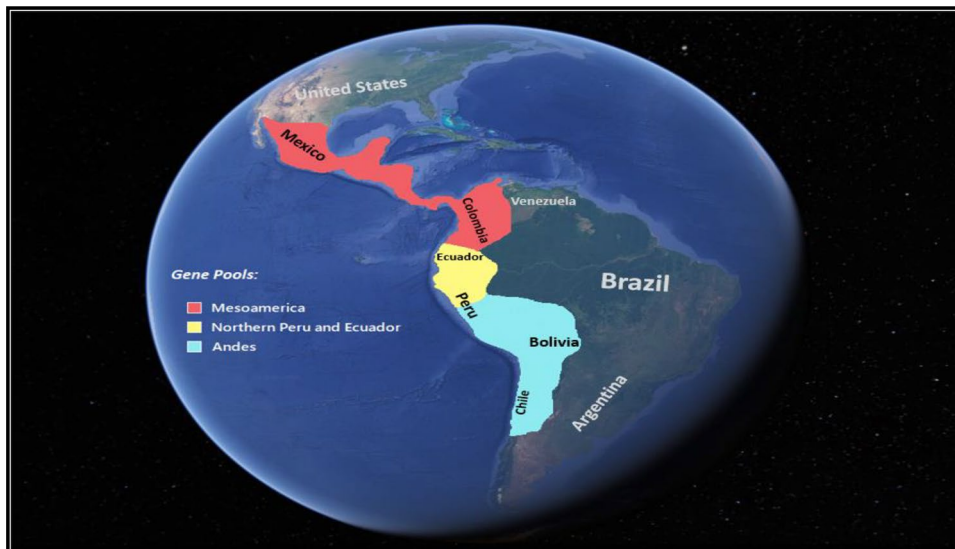 United States
Mexico
Colombia
Venezuela
Ecuador
Peru
Brazil
Bolivia
Chile
Argentina
Gene Pools:
Mesoamerica
Northern Peru and Ecuador
Andes